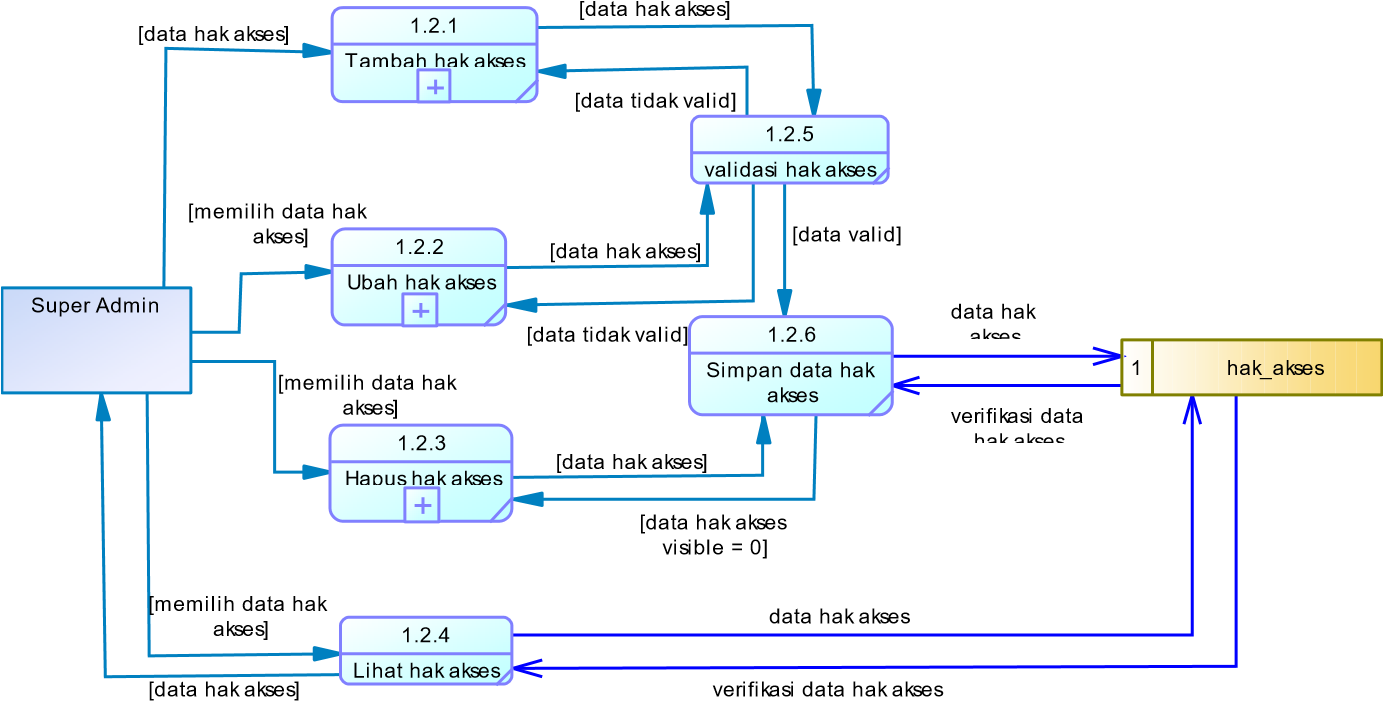 [data hak akses]
[data hak akses]
1.2.1
Tambah hak akses
[data tidak valid]
1.2.5
validasi hak akses
[memilih data hak
akses]
1.2.2
Ubah hak akses
[data hak akses]
[data valid]
Super Admin
[data tidak valid]
1.2.6
Simpan data hak
akses
data hak
akses
1
hak_akses
verifikasi data
hak akses
[memilih data hak
akses]
1.2.3
Hapus hak akses
[data hak akses]
[data hak akses
visible = 0]
[memilih data hak
akses]
1.2.4
Lihat hak akses
data hak akses
[data hak akses]
verifikasi data hak akses